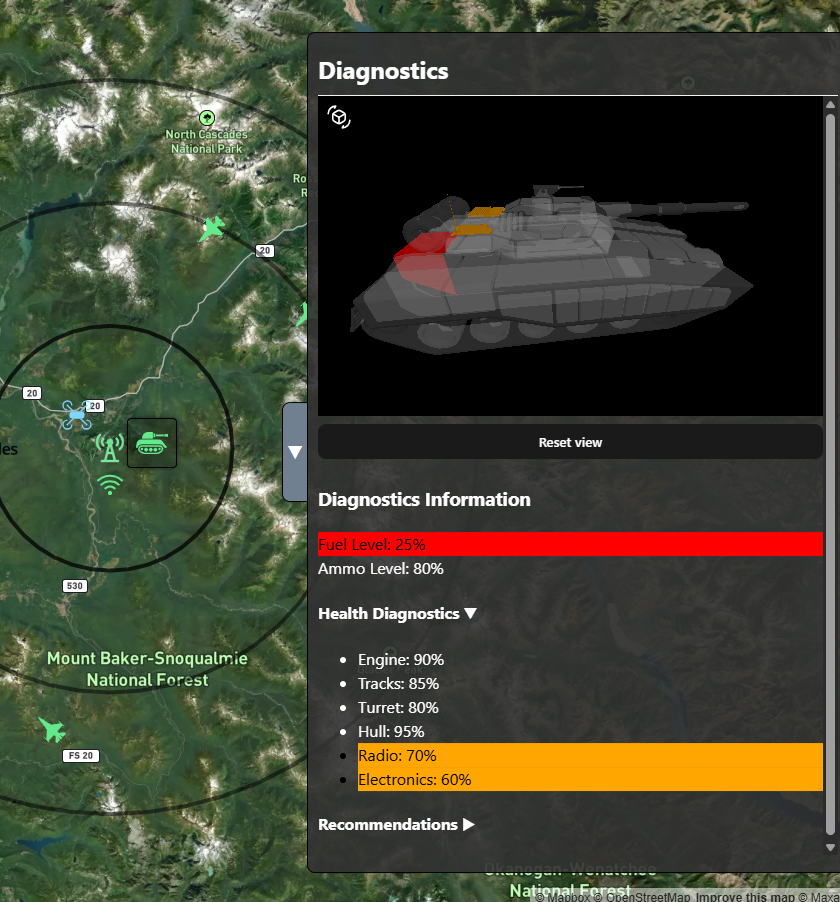 Diagnostics
North Cascades
National Park
Ro
R
20
20
20
les
Reset view
Diagnostics Information
Fuel Level: 25%
Ammo Level: 80%
530
Health Diagnostics
Mount Baker-Snoqualmie
National Forest
Engine: 90%
Tracks: 85%
Turret: 80%
Hull: 95%
Radio: 70%
Electronics: 60%
FS 20
Recommendations
Okanogan-Wenatchee
National Forest
© Mapbox © OpenStreetMap Improve this map © Maxa